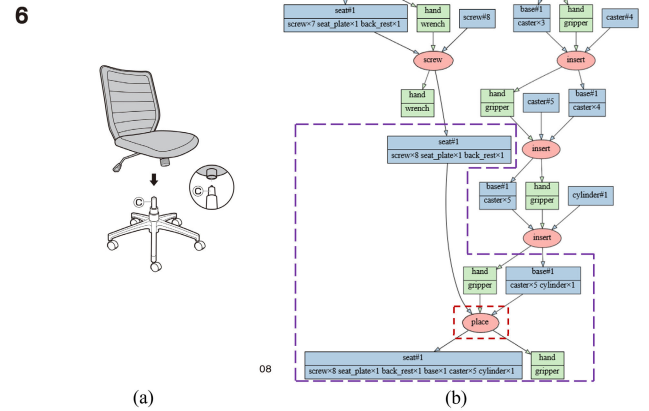 6
©
©
08
(a)
seat#1
screw×7 seat_plate×1 back_rest×1
hand
wrench
screw#8
base#1
caster×3
hand
gripper
caster#4
screw
insert
hand
wrench
hand
gripper
caster#5
base#1
caster×4
seat#1
screw×8 seat_plate×1 back_rest×1
insert
base#1
caster×5
hand
gripper
cylinder#1
insert
hand
gripper
base#1
caster×5 cylinder×1
place
seat#1
screw×8 seat_plate×1 back_rest×1 base×1 caster×5 cylinder×1
hand
gripper
(b)